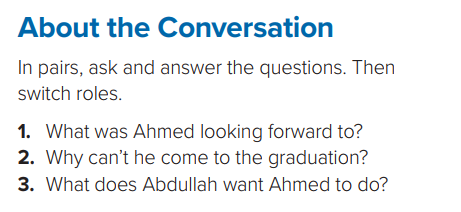 About the Conversation
In pairs, ask and answer the questions. Then
switch roles.
1. What was Ahmed looking forward to?
2. Why can't he come to the graduation?
3. What does Abdullah want Ahmed to do?